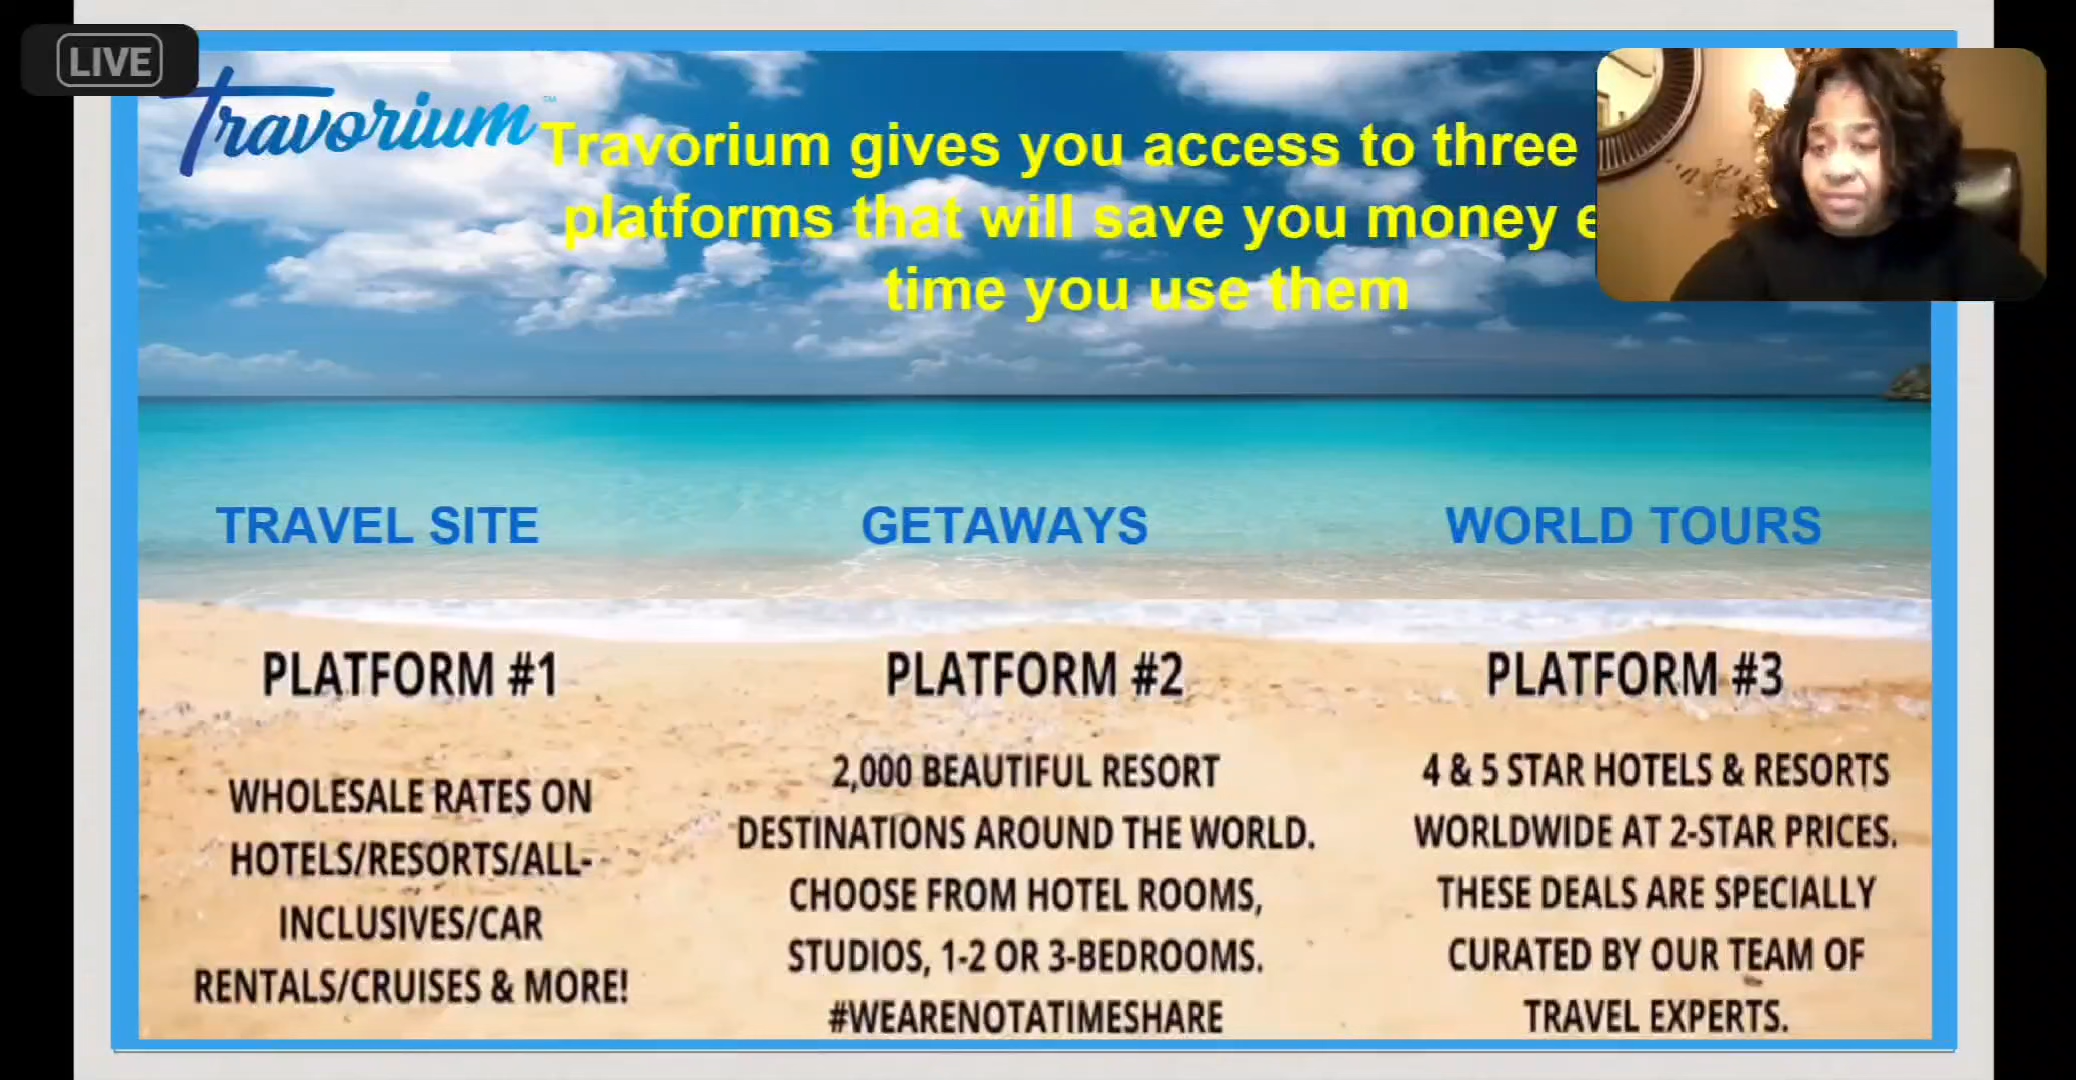 LIVE
Travorium™
Travorium gives you access to three
platforms that will save you money
time you use them
TRAVEL SITE
GETAWAYS
WORLD TOURS
PLATFORM #1
PLATFORM #2
PLATFORM #3
WHOLESALE RATES ON
HOTELS/RESORTS/ALL-
INCLUSIVES/CAR
RENTALS/CRUISES & MORE!
2,000 BEAUTIFUL RESORT
DESTINATIONS AROUND THE WORLD.
CHOOSE FROM HOTEL ROOMS,
STUDIOS, 1-2 OR 3-BEDROOMS.
#WEARENOTATIMESHARE
4 & 5 STAR HOTELS & RESORTS
WORLDWIDE AT 2-STAR PRICES.
THESE DEALS ARE SPECIALLY
CURATED BY OUR TEAM OF
TRAVEL EXPERTS.